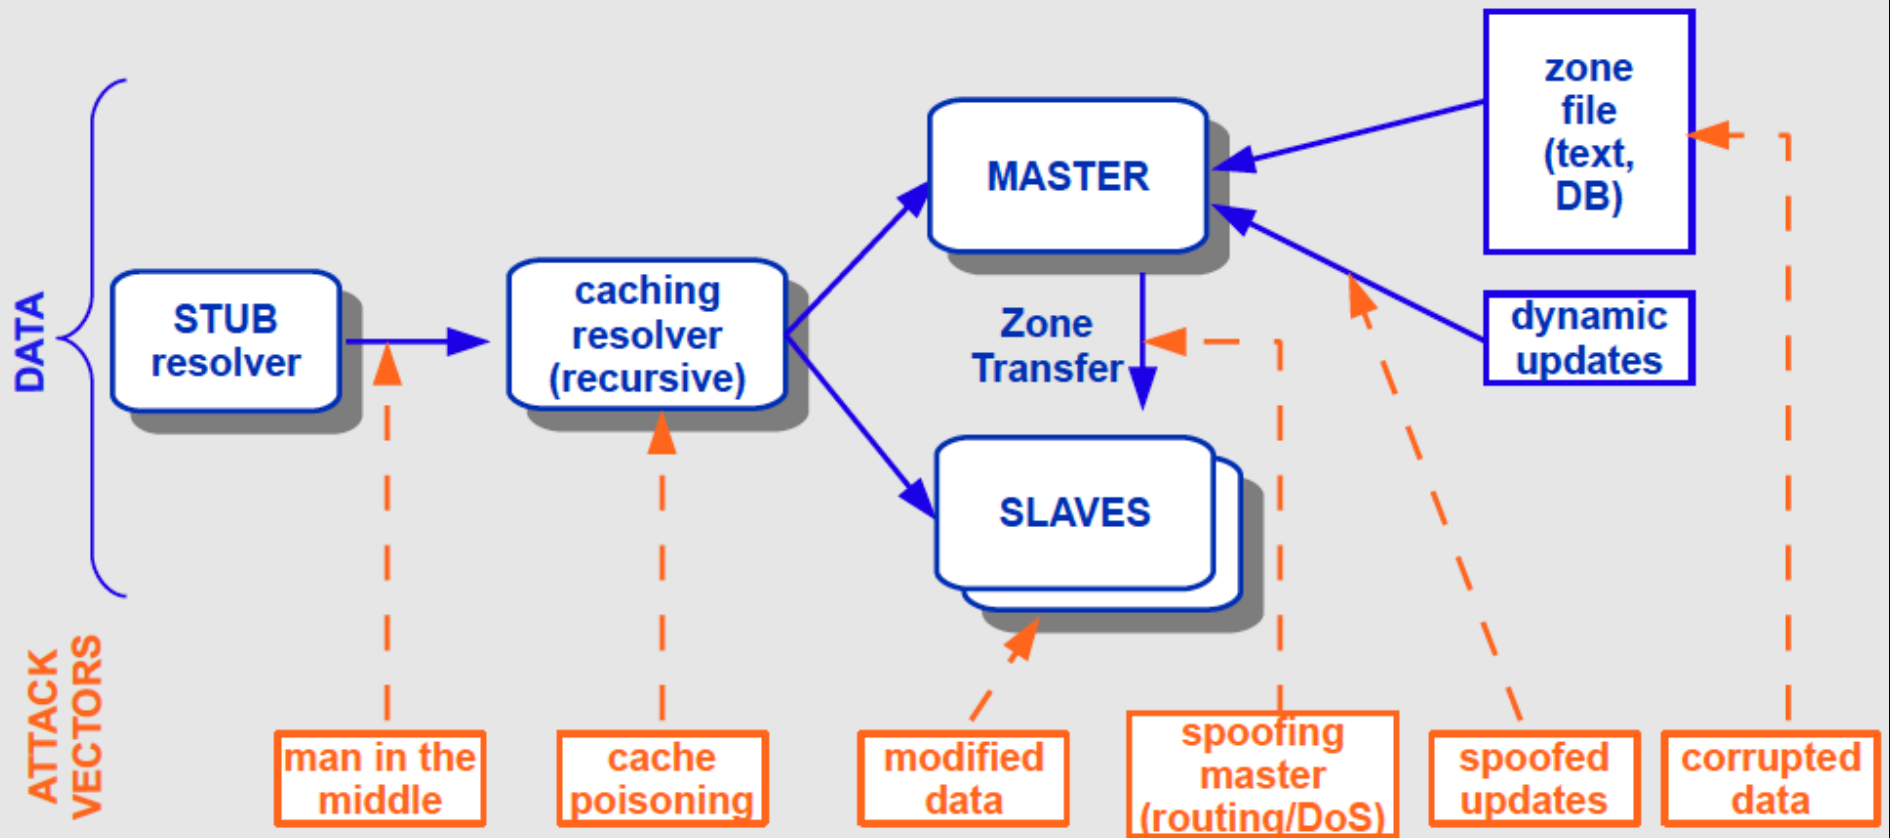 DATA
STUB
resolver
caching
resolver
(recursive)
MASTER
Zone
Transfer
SLAVES
zone
file
(text,
DB)
dynamic
updates
ATTACK
VECTORS
man in the
middle
cache
poisoning
modified
data
spoofing
master
(routing/DoS)
spoofed
updates
corrupted
data